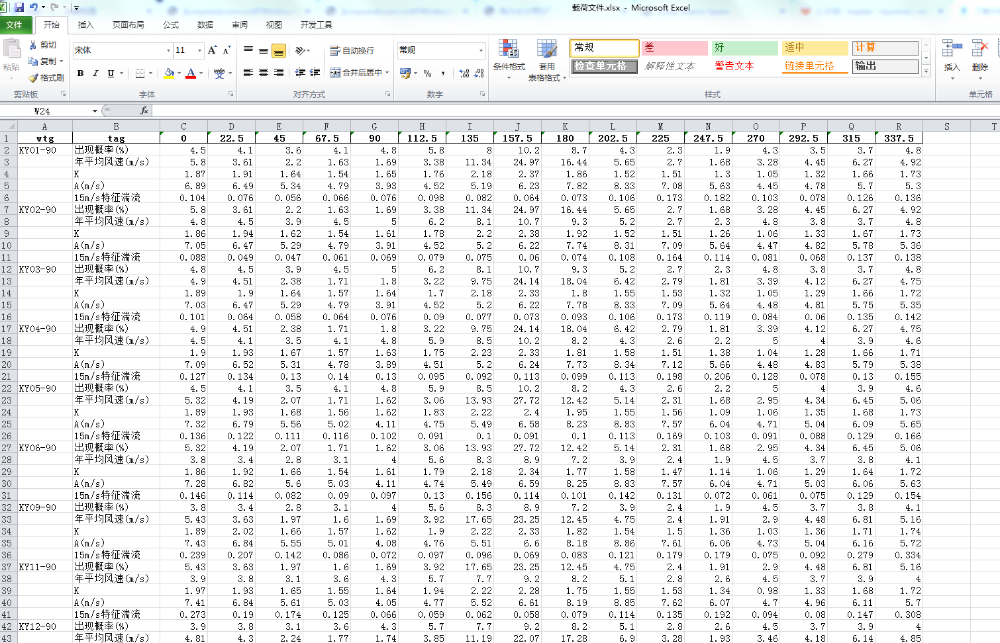 载荷文件.xlsx - Microsoft Excel
文件 开始 插入 页面布局 公式 数据 审阅 视图 开发工具
粘贴 剪切 复制 格式刷 剪贴板
宋体 11 A A B I U wén 文 字体
自动换行 合并后居中 对齐方式
常规 % , 数字
条件格式 套用 表格格式
常规 差 好 适中 计算
检查单元格 解释性文本 警告文本 链接单元格 输出
样式
插入 删除 单元格
W24 fx
A B C D E F G H I J K L M N O P Q R S T
1 wtg tag 0 22.5 45 67.5 90 112.5 135 157.5 180 202.5 225 247.5 270 292.5 315 337.5
2 KY01-90 出现概率(%) 4.5 4.1 3.6 4.1 4.8 5.8 8 10.2 8.7 4.3 2.3 1.9 4.3 3.5 3.7 4.8
3 年平均风速(m/s) 5.8 3.61 2.2 1.63 1.69 3.38 11.34 24.97 16.44 5.65 2.7 1.68 3.28 4.45 6.27 4.92
4 K 1.87 1.91 1.64 1.54 1.65 1.76 2.18 2.37 1.86 1.52 1.51 1.3 1.05 1.32 1.66 1.73
5 A(m/s) 6.89 6.49 5.34 4.79 3.93 4.52 5.19 6.23 7.82 8.33 7.08 5.63 4.45 4.78 5.7 5.3
6 15m/s特征湍流 0.104 0.076 0.056 0.066 0.076 0.098 0.082 0.064 0.073 0.106 0.173 0.182 0.103 0.078 0.126 0.136
7 KY02-90 出现概率(%) 5.8 3.61 2.2 1.63 1.69 3.38 11.34 24.97 16.44 5.65 2.7 1.68 3.28 4.45 6.27 4.92
8 年平均风速(m/s) 4.8 4.5 3.9 4.5 5 6.2 8.1 10.7 9.3 5.2 2.7 2.3 4.8 3.8 3.7 4.8
9 K 1.86 1.94 1.62 1.54 1.61 1.78 2.2 2.38 1.92 1.52 1.51 1.26 1.06 1.33 1.67 1.73
10 A(m/s) 7.05 6.47 5.29 4.79 3.91 4.52 5.2 6.22 7.74 8.31 7.09 5.64 4.47 4.82 5.78 5.36
11 15m/s特征湍流 0.088 0.049 0.047 0.061 0.069 0.079 0.075 0.06 0.074 0.108 0.164 0.114 0.081 0.068 0.137 0.138
12 KY03-90 出现概率(%) 4.8 4.5 3.9 4.5 5 6.2 8.1 10.7 9.3 5.2 2.7 2.3 4.8 3.8 3.7 4.8
13 年平均风速(m/s) 4.9 4.51 2.38 1.71 1.8 3.22 9.75 24.14 18.04 6.42 2.79 1.81 3.39 4.12 6.27 4.75
14 K 1.89 1.9 1.64 1.57 1.64 1.7 2.18 2.33 1.8 1.55 1.53 1.32 1.05 1.29 1.66 1.72
15 A(m/s) 7.03 6.47 5.29 4.79 3.91 4.52 5.2 6.22 7.78 8.33 7.09 5.64 4.48 4.81 5.75 5.35
16 15m/s特征湍流 0.101 0.064 0.058 0.064 0.076 0.09 0.077 0.073 0.093 0.106 0.173 0.119 0.084 0.06 0.135 0.142
17 KY04-90 出现概率(%) 4.9 4.51 2.38 1.71 1.8 3.22 9.75 24.14 18.04 6.42 2.79 1.81 3.39 4.12 6.27 4.75
18 年平均风速(m/s) 4.5 4.1 3.5 4.1 4.8 5.9 8.5 10.2 8.2 4.3 2.6 2.2 5 4 3.9 4.6
19 K 1.9 1.93 1.67 1.57 1.63 1.75 2.23 2.33 1.81 1.58 1.51 1.38 1.04 1.28 1.66 1.71
20 A(m/s) 7.09 6.52 5.31 4.78 3.89 4.51 5.2 6.24 7.73 8.34 7.12 5.66 4.48 4.83 5.79 5.38
21 15m/s特征湍流 0.127 0.134 0.13 0.14 0.13 0.095 0.092 0.113 0.099 0.113 0.198 0.206 0.128 0.078 0.13 0.155
22 KY05-90 出现概率(%) 4.5 4.1 3.5 4.1 4.8 5.9 8.5 10.2 8.2 4.3 2.6 2.2 5 4 3.9 4.6
23 年平均风速(m/s) 5.32 4.19 2.07 1.71 1.62 3.06 13.93 27.72 12.42 5.14 2.31 1.68 2.95 4.34 6.45 5.06
24 K 1.89 1.93 1.68 1.56 1.62 1.83 2.22 2.4 1.95 1.55 1.56 1.09 1.06 1.35 1.68 1.73
25 A(m/s) 7.32 6.79 5.56 5.02 4.11 4.75 5.49 6.58 8.23 8.83 7.57 6.04 4.71 5.04 6.09 5.65
26 15m/s特征湍流 0.136 0.122 0.111 0.116 0.102 0.091 0.1 0.091 0.1 0.113 0.169 0.103 0.091 0.088 0.129 0.166
27 KY06-90 出现概率(%) 5.32 4.19 2.07 1.71 1.62 3.06 13.93 27.72 12.42 5.14 2.31 1.68 2.95 4.34 6.45 5.06
28 年平均风速(m/s) 3.8 3.4 2.8 3.1 4 5.6 8.3 8.9 7.2 3.9 2.4 1.9 4.5 3.7 3.8 4.1
29 K 1.86 1.92 1.66 1.54 1.61 1.79 2.18 2.34 1.77 1.58 1.47 1.14 1.06 1.29 1.64 1.72
30 A(m/s) 7.28 6.82 5.6 5.03 4.11 4.74 5.49 6.59 8.25 8.83 7.57 6.04 4.71 5.03 6.06 5.63
31 15m/s特征湍流 0.146 0.114 0.082 0.09 0.097 0.13 0.156 0.114 0.101 0.142 0.131 0.072 0.061 0.075 0.129 0.154
32 KY09-90 出现概率(%) 3.8 3.4 2.8 3.1 4 5.6 8.3 8.9 7.2 3.9 2.4 1.9 4.5 3.7 3.8 4.1
33 年平均风速(m/s) 5.43 3.63 1.97 1.6 1.69 3.92 17.65 23.25 12.45 4.75 2.4 1.91 2.9 4.48 6.81 5.16
34 K 1.89 2.02 1.66 1.57 1.62 1.9 2.22 2.33 1.82 1.54 1.5 1.36 1.03 1.36 1.71 1.74
35 A(m/s) 7.43 6.84 5.55 5.01 4.08 4.76 5.51 6.6 8.18 8.86 7.61 6.06 4.73 5.04 6.16 5.72
36 15m/s特征湍流 0.239 0.207 0.142 0.086 0.072 0.097 0.096 0.069 0.083 0.121 0.179 0.179 0.075 0.092 0.279 0.334
37 KY11-90 出现概率(%) 5.43 3.63 1.97 1.6 1.69 3.92 17.65 23.25 12.45 4.75 2.4 1.91 2.9 4.48 6.81 5.16
38 年平均风速(m/s) 3.9 3.8 3.1 3.6 4.3 5.7 7.7 9.2 8.2 5.1 2.8 2.6 4.5 3.7 3.9 4
39 K 1.97 1.93 1.65 1.55 1.64 1.94 2.22 2.28 1.75 1.55 1.53 1.34 0.98 1.33 1.68 1.72
40 A(m/s) 7.41 6.84 5.61 5.03 4.05 4.77 5.52 6.61 8.19 8.85 7.62 6.07 4.7 4.96 6.11 5.7
41 15m/s特征湍流 0.273 0.19 0.174 0.125 0.066 0.059 0.062 0.058 0.079 0.114 0.135 0.192 0.094 0.08 0.147 0.308
42 KY12-90 出现概率(%) 3.9 3.8 3.1 3.6 4.3 5.7 7.7 9.2 8.2 5.1 2.8 2.6 4.5 3.7 3.9 4
43 年平均风速(m/s) 4.81 4.3 2.24 1.77 1.74 3.85 11.19 22.07 17.28 6.9 3.28 1.93 3.46 4.18 6.14 4.85